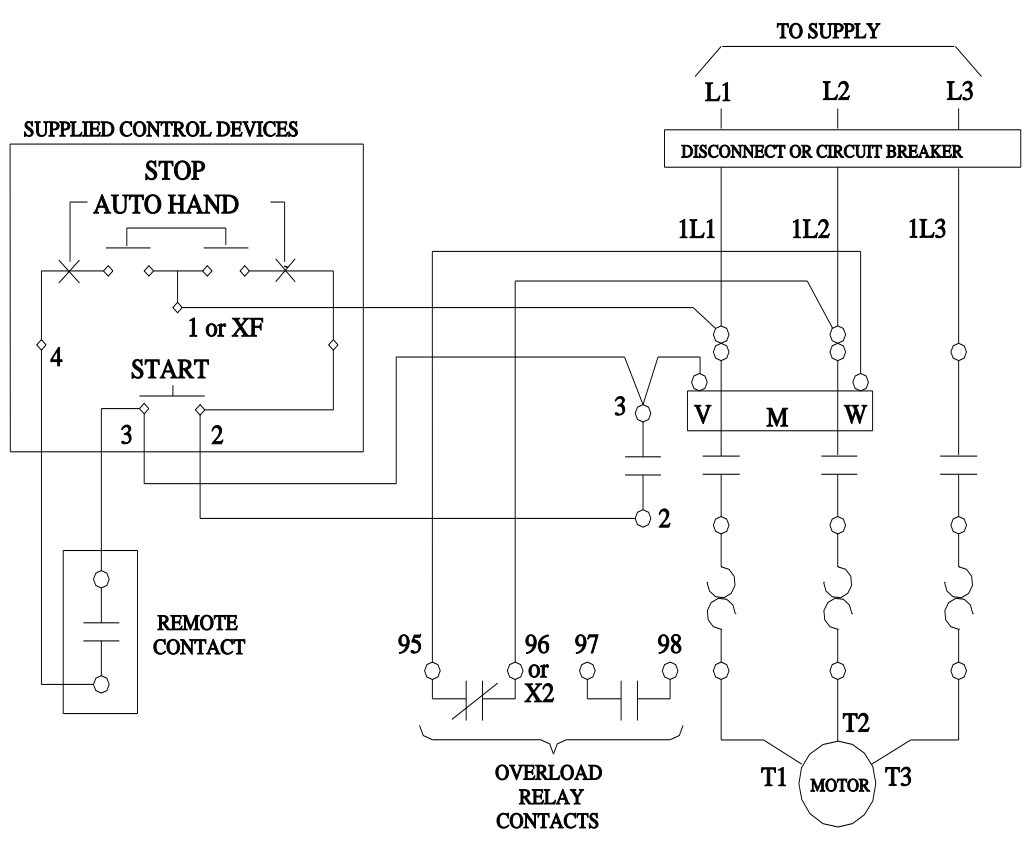 TO SUPPLY
L1 L2 L3
SUPPLIED CONTROL DEVICES
DISCONNECT OR CIRCUIT BREAKER
STOP
AUTO HAND
1L1 1L2 1L3
1 or XF
4
START
3 2
3
V M W
2
REMOTE
CONTACT
95 96 97 98
or
X2
T2
T1 MOTOR T3
OVERLOAD
RELAY
CONTACTS